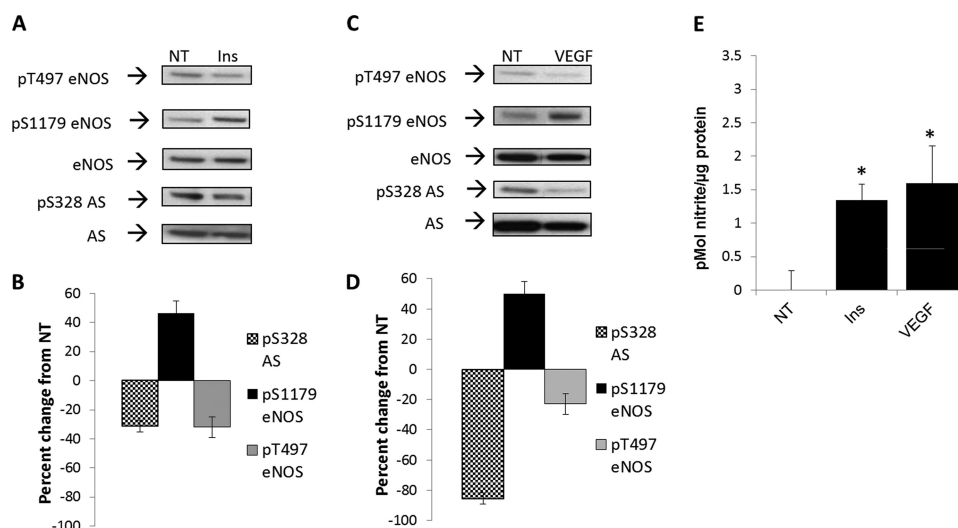 A
NT Ins
pT497 eNOS →
pS1179 eNOS →
eNOS →
pS328 AS →
AS →
B
Percent change from NT
60
40
20
0
-20
-40
-60
-80
-100
pS328
AS
pS1179
eNOS
pT497
eNOS
C
NT VEGF
pT497 eNOS →
pS1179 eNOS →
eNOS →
pS328 AS →
AS →
D
Percent change from NT
60
40
20
0
-20
-40
-60
-80
-100
pS328
AS
pS1179
eNOS
pT497
eNOS
E
pMol nitrite/µg protein
3.5
3
2.5
2
1.5
1
0.5
0
*
*
NT
Ins
VEGF